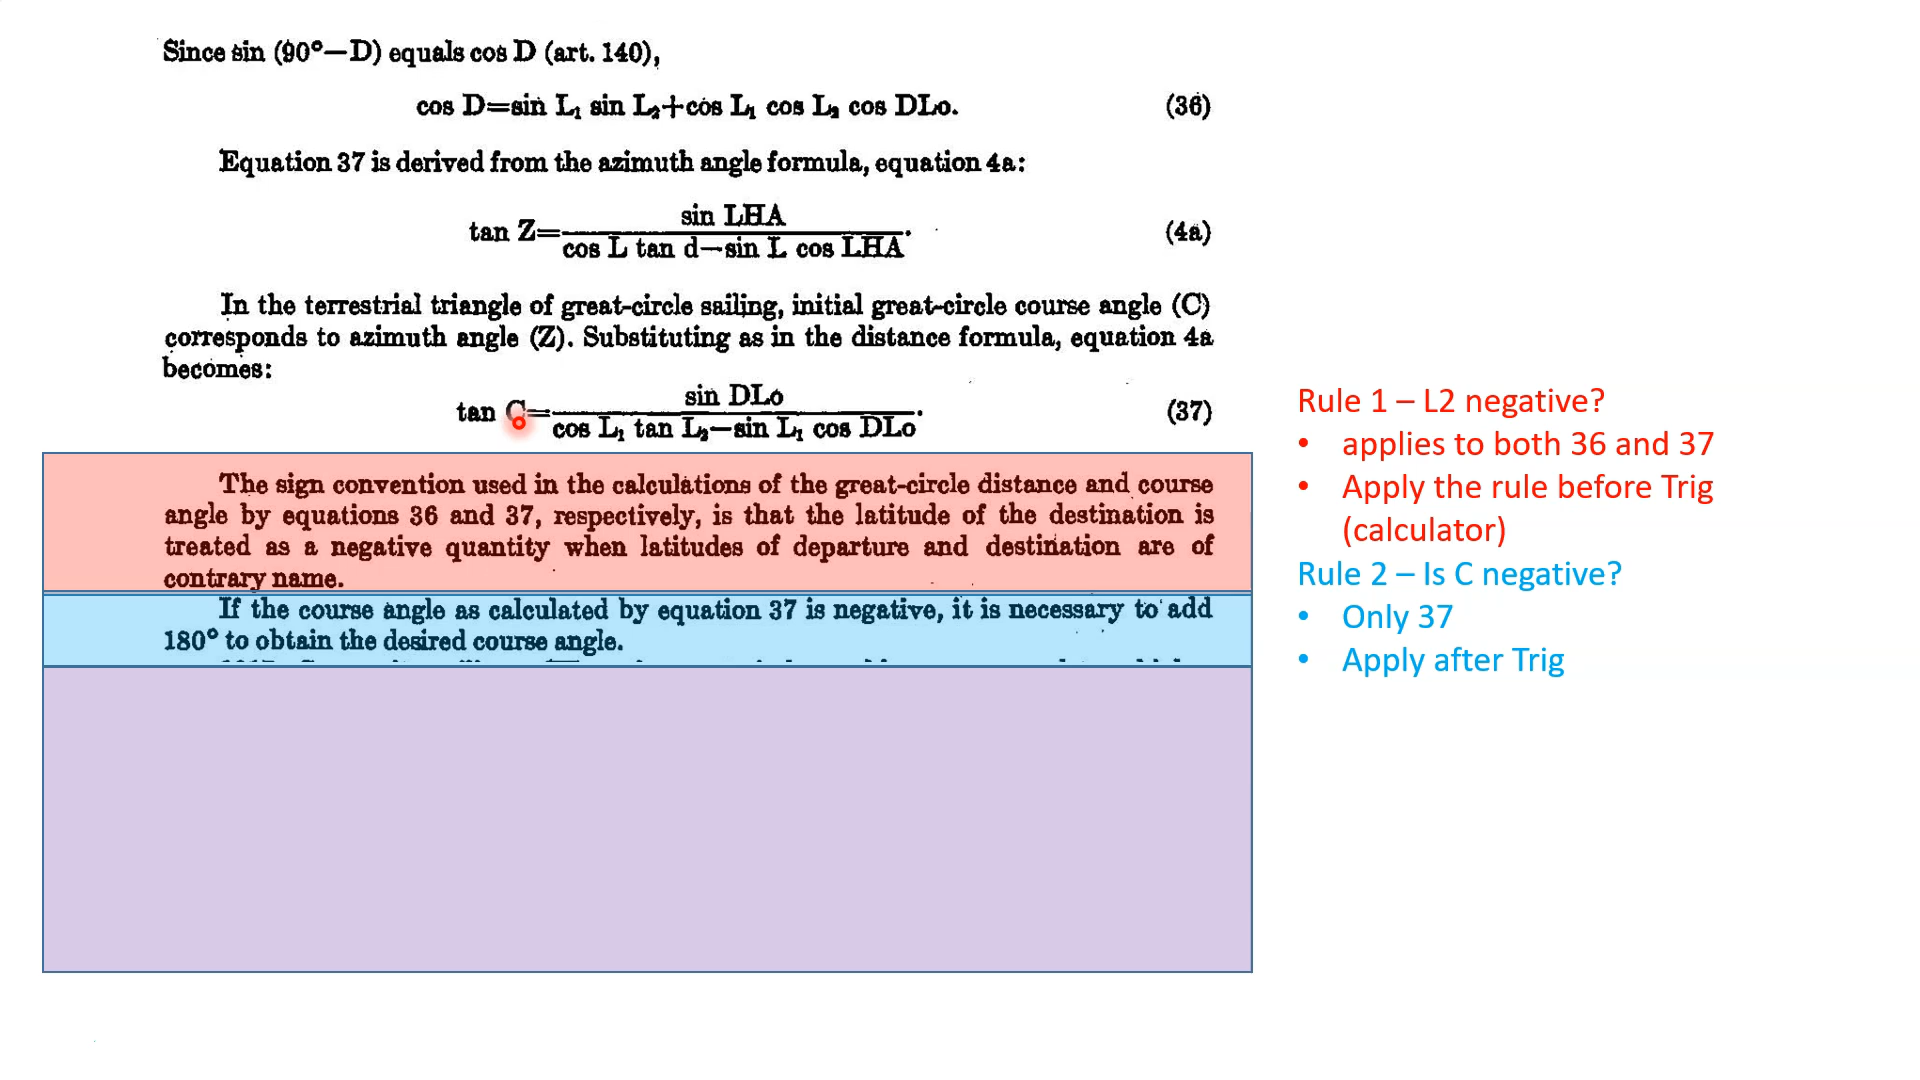 Since sin (90°—D) equals cos D (art. 140),
cos D=sin L₁ sin L₂+cos L₁ cos L₂ cos DLo. (36)
Equation 37 is derived from the azimuth angle formula, equation 4a:
sin LHA
tan Z= (4a)
cos L tan d—sin L cos LHA.
In the terrestrial triangle of great-circle sailing, initial great-circle course angle (C)
corresponds to azimuth angle (Z). Substituting as in the distance formula, equation 4a
becomes:
sin DLo
tan C= (37)
cos L₁ tan L₂—sin L₁ cos DLo.
The sign convention used in the calculations of the great-circle distance and course
angle by equations 36 and 37, respectively, is that the latitude of the destination is
treated as a negative quantity when latitudes of departure and destination are of
contrary name.
If the course angle as calculated by equation 37 is negative, it is necessary to add
180° to obtain the desired course angle.
Rule 1 – L2 negative?
• applies to both 36 and 37
• Apply the rule before Trig
(calculator)
Rule 2 – Is C negative?
• Only 37
• Apply after Trig